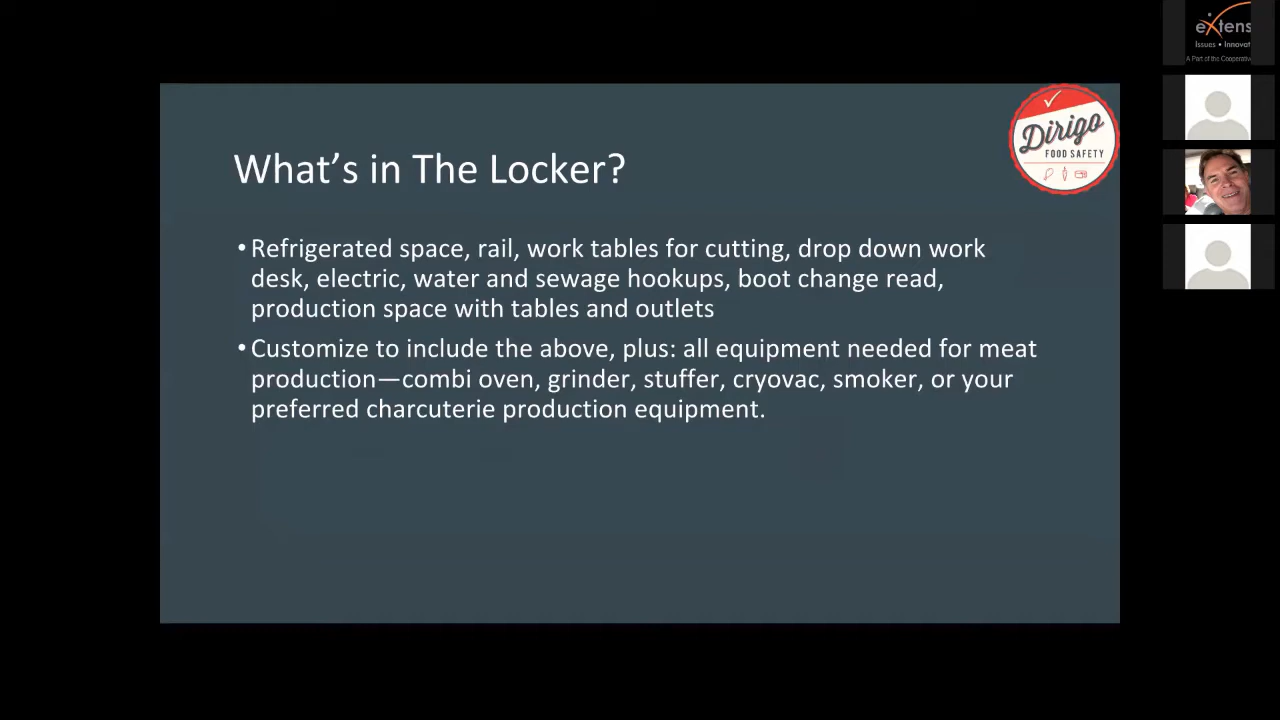 What's in The Locker?
Dirigo
FOOD SAFETY
•Refrigerated space, rail, work tables for cutting, drop down work
desk, electric, water and sewage hookups, boot change read,
production space with tables and outlets
•Customize to include the above, plus: all equipment needed for meat
production—combi oven, grinder, stuffer, cryovac, smoker, or your
preferred charcuterie production equipment.
eXtens
Issues • Innovat
A Part of the Cooperativ